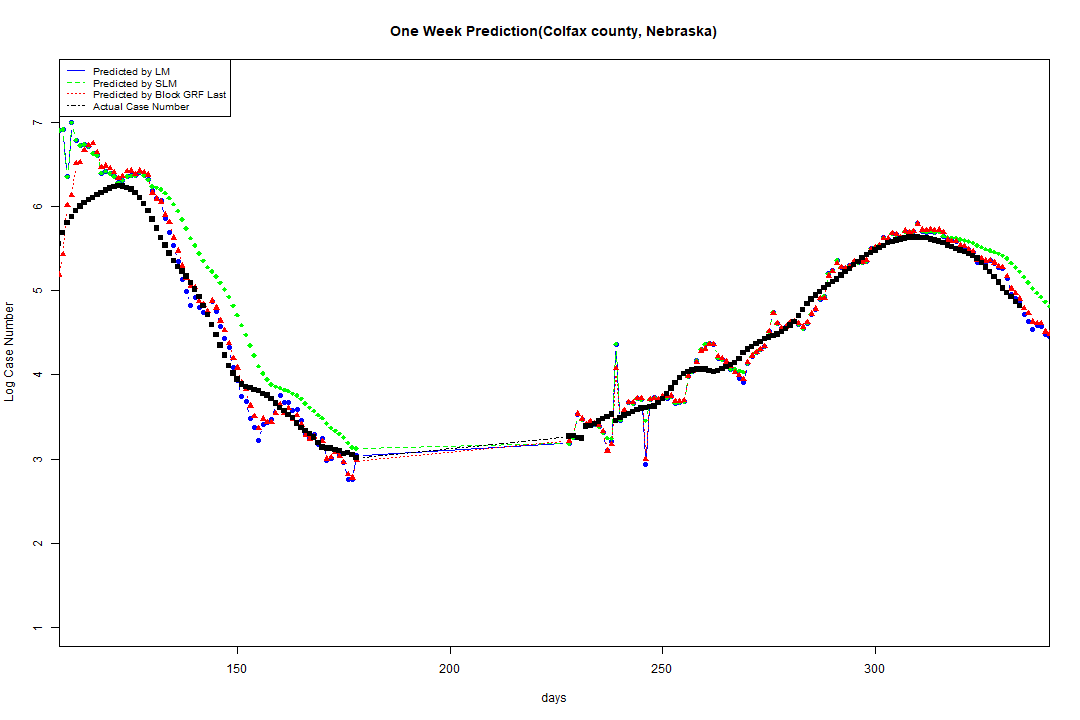 One Week Prediction(Colfax county, Nebraska)
Predicted by LM
Predicted by SLM
Predicted by Block GRF Last
Actual Case Number
7
6
5
4
3
2
1
Log Case Number
150 200 250 300
days